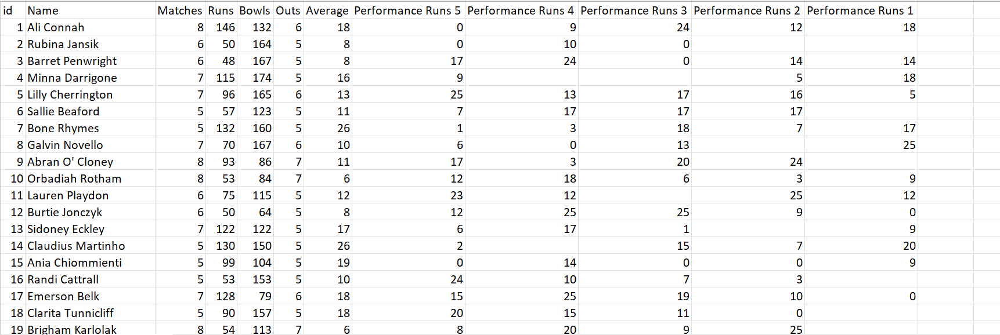 id Name Matches Runs Bowls Outs Average Performance Runs 5 Performance Runs 4 Performance Runs 3 Performance Runs 2 Performance Runs 1
1 Ali Connah 8 146 132 6 18 0 9 24 12 18
2 Rubina Jansik 6 50 164 5 8 0 10 0
3 Barret Penwright 6 48 167 5 8 17 24 0 14 14
4 Minna Darrigone 7 115 174 5 16 9 5 18
5 Lilly Cherrington 7 96 165 6 13 25 13 17 16 5
6 Sallie Beaford 5 57 123 5 11 7 17 17 17
7 Bone Rhymes 5 132 160 5 26 1 3 18 7 17
8 Galvin Novello 7 70 167 6 10 6 0 13 25
9 Abran O' Cloney 8 93 86 7 11 17 3 20 24
10 Orbadiah Rotham 8 53 84 7 6 12 18 6 3 9
11 Lauren Playdon 6 75 115 5 12 23 12 25 12
12 Burtie Jonczyk 6 50 64 5 8 12 25 25 9 0
13 Sidoney Eckley 7 122 122 5 17 6 17 1 9
14 Claudius Martinho 5 130 150 5 26 2 15 7 20
15 Ania Chiommienti 5 99 104 5 19 0 14 0 0 9
16 Randi Cattrall 5 53 153 5 10 24 10 7 3
17 Emerson Belk 7 128 79 6 18 15 25 19 10 0
18 Clarita Tunnicliff 5 90 157 5 18 20 15 11 0
19 Brigham Karlolak 8 54 113 7 6 8 20 9 25